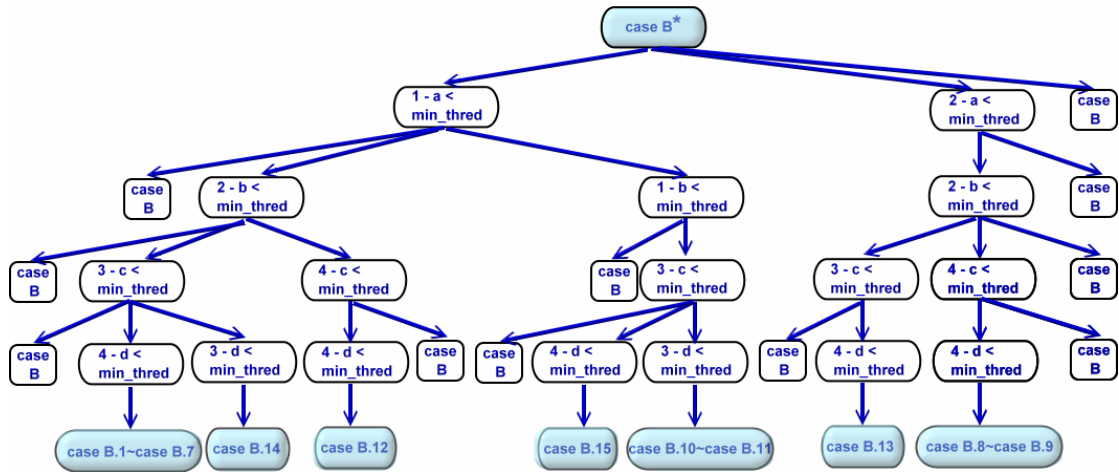 case B*
1 - a <
min_thred
2 - a <
min_thred
case
B
case
B
2 - b <
min_thred
1 - b <
min_thred
2 - b <
min_thred
case
B
case
B
3 - c <
min_thred
4 - c <
min_thred
case
B
3 - c <
min_thred
3 - c <
min_thred
4 - c <
min_thred
case
B
case
B
4 - d <
min_thred
3 - d <
min_thred
4 - d <
min_thred
case
B
case
B
4 - d <
min_thred
3 - d <
min_thred
case
B
4 - d <
min_thred
4 - d <
min_thred
case
B
case B.1~case B.7
case B.14
case B.12
case B.15
case B.10~case B.11
case B.13
case B.8~case B.9